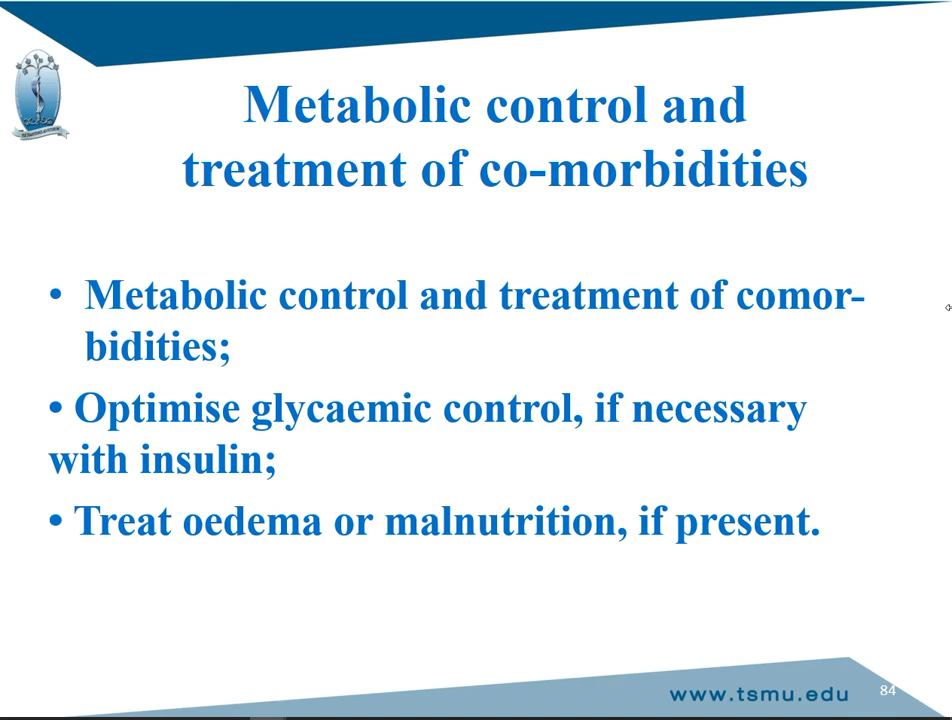 Metabolic control and
treatment of co-morbidities
• Metabolic control and treatment of comor-
bidities;
• Optimise glycaemic control, if necessary
with insulin;
• Treat oedema or malnutrition, if present.
www.tsmu.edu
84